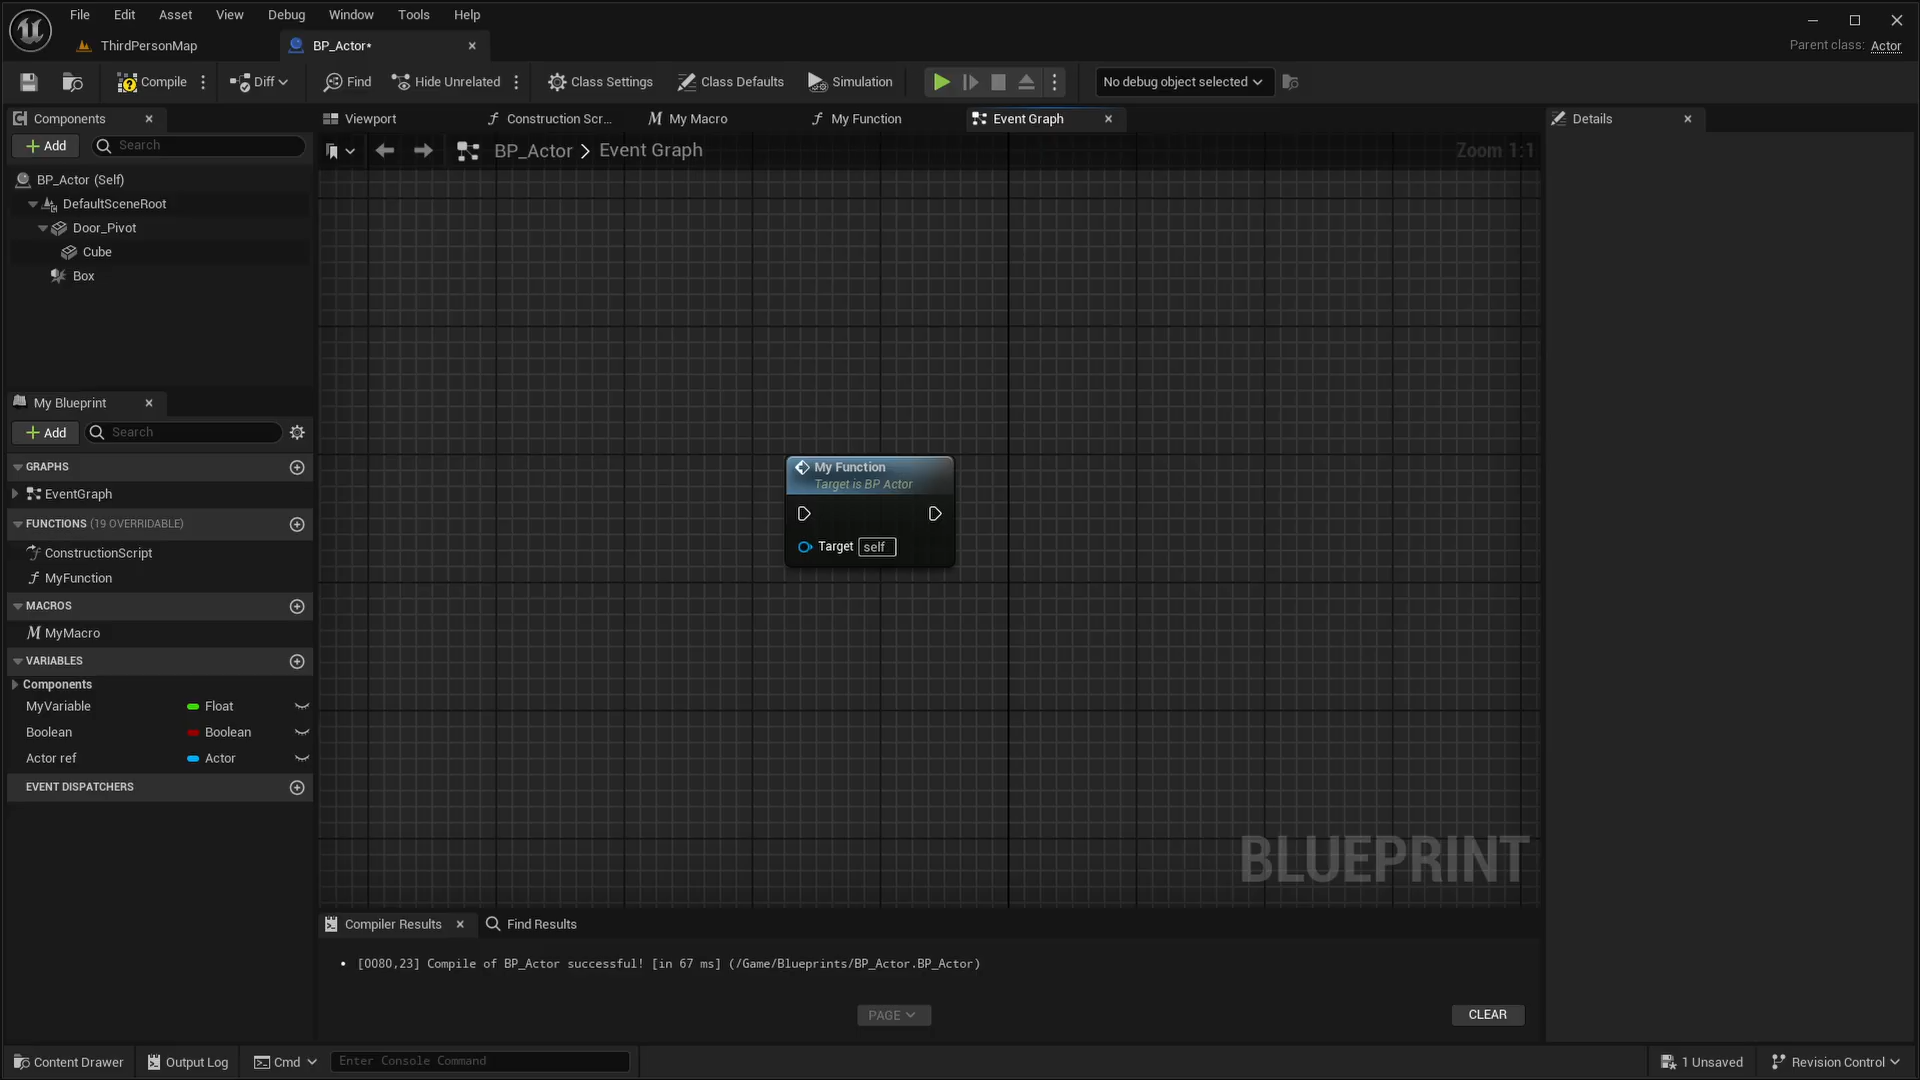 File Edit Asset View Debug Window Tools Help
ThirdPersonMap
BP_Actor*
Parent class: Actor
Compile
Diff
Find
Hide Unrelated
Class Settings
Class Defaults
Simulation
No debug object selected
Components
Add
Search
BP_Actor (Self)
DefaultSceneRoot
Door_Pivot
Cube
Box
My Blueprint
Add
Search
GRAPHS
EventGraph
FUNCTIONS (19 OVERRIDABLE)
ConstructionScript
MyFunction
MACROS
MyMacro
VARIABLES
Components
MyVariable Float
Boolean Boolean
Actor ref Actor
EVENT DISPATCHERS
Viewport
Construction Scr...
My Macro
My Function
Event Graph
BP_Actor > Event Graph
Zoom 1:1
My Function
Target is BP Actor
Target self
BLUEPRINT
Compiler Results
Find Results
[0080,23] Compile of BP_Actor successful! [in 67 ms] (/Game/Blueprints/BP_Actor.BP_Actor)
PAGE
CLEAR
Details
Content Drawer
Output Log
Cmd
Enter Console Command
1 Unsaved
Revision Control